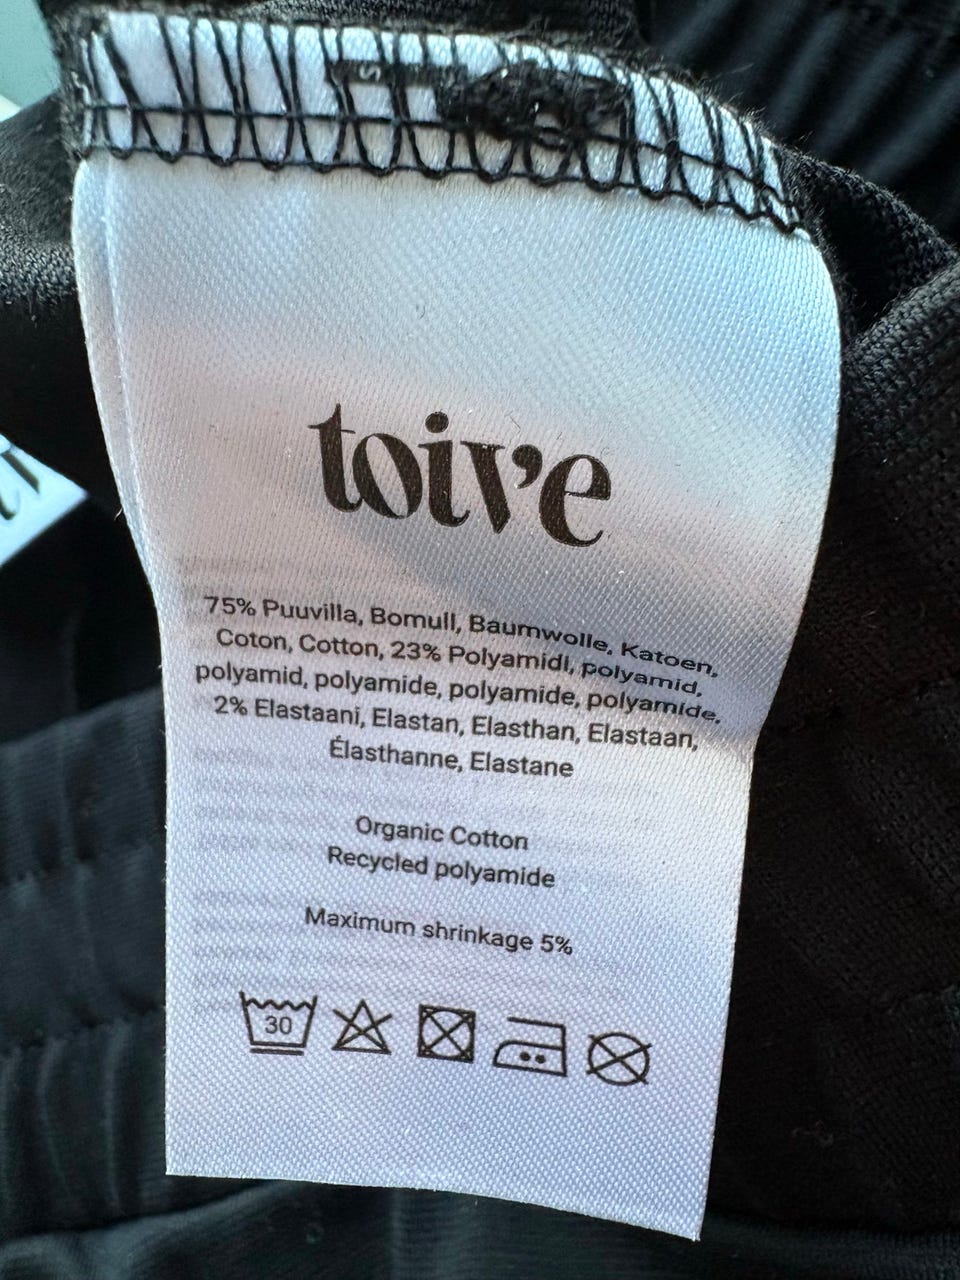 S
toive
75% Puuvilla, Bomull, Baumwolle, Katoen,
Coton, Cotton, 23% Polyamidi, polyamid,
polyamid, polyamide, polyamide, polyamide,
2% Elastaani, Elastan, Elasthan, Elastaan,
Élasthanne, Elastane
Organic Cotton
Recycled polyamide
Maximum shrinkage 5%
30